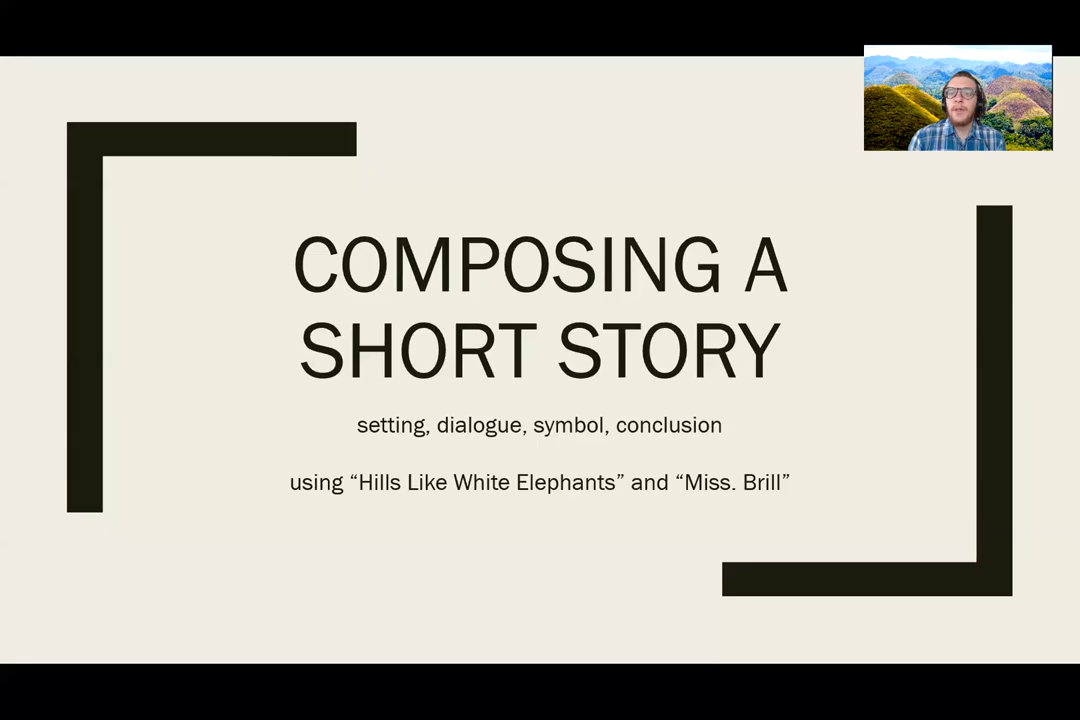 COMPOSING A
SHORT STORY
setting, dialogue, symbol, conclusion
using “Hills Like White Elephants” and “Miss. Brill”